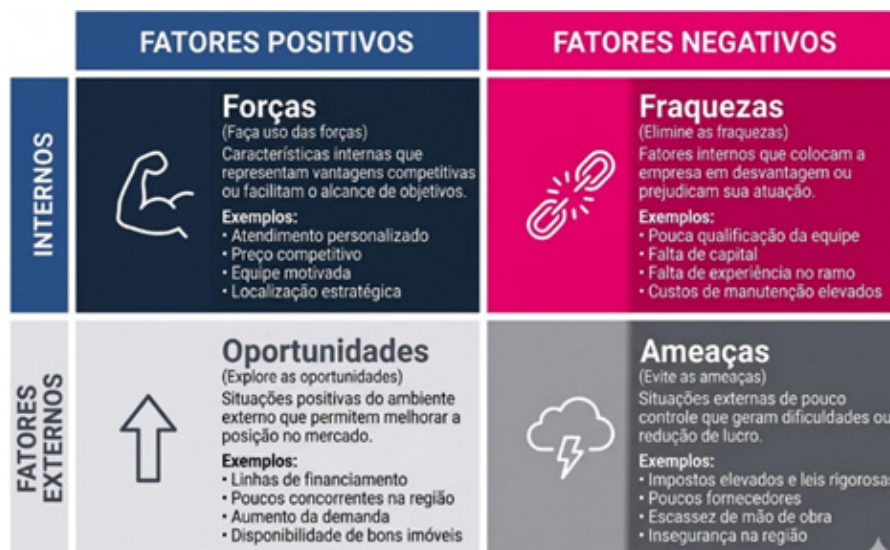 FATORES POSITIVOS
FATORES NEGATIVOS
INTERNOS
Forças
(Faça uso das forças)
Características internas que
representam vantagens competitivas
ou facilitam o alcance de objetivos.
Exemplos:
• Atendimento personalizado
• Preço competitivo
• Equipe motivada
• Localização estratégica
Fraquezas
(Elimine as fraquezas)
Fatores internos que colocam a
empresa em desvantagem ou
prejudicam sua atuação.
Exemplos:
• Pouca qualificação da equipe
• Falta de capital
• Falta de experiência no ramo
• Custos de manutenção elevados
FATORES
EXTERNOS
Oportunidades
(Explore as oportunidades)
Situações positivas do ambiente
externo que permitem melhorar a
posição no mercado.
Exemplos:
• Linhas de financiamento
• Poucos concorrentes na região
• Aumento da demanda
• Disponibilidade de bons imóveis
Ameaças
(Evite as ameaças)
Situações externas de pouco
controle que geram dificuldades ou
redução de lucro.
Exemplos:
• Impostos elevados e leis rigorosas
• Poucos fornecedores
• Escassez de mão de obra
• Insegurança na região